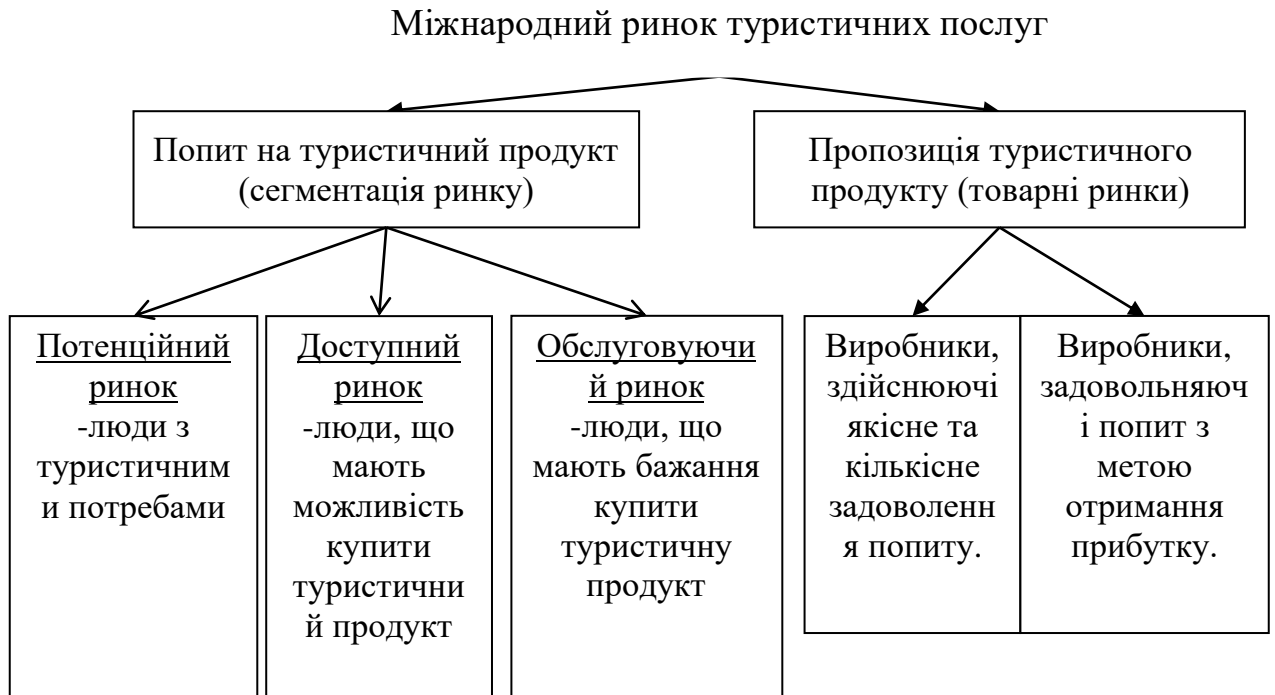 Міжнародний ринок туристичних послуг
Попит на туристичний продукт
(сегментація ринку)
Пропозиція туристичного
продукту (товарні ринки)
Потенційний
ринок
-люди з
туристичним
и потребами
Доступний
ринок
-люди, що
мають
можливість
купити
туристични
й продукт
Обслуговуючи
й ринок
-люди, що
мають бажання
купити
туристичну
продукт
Виробники,
здійснюючі
якісне та
кількісне
задоволенн
я попиту.
Виробники,
задовольняюч
і попит з
метою
отримання
прибутку.